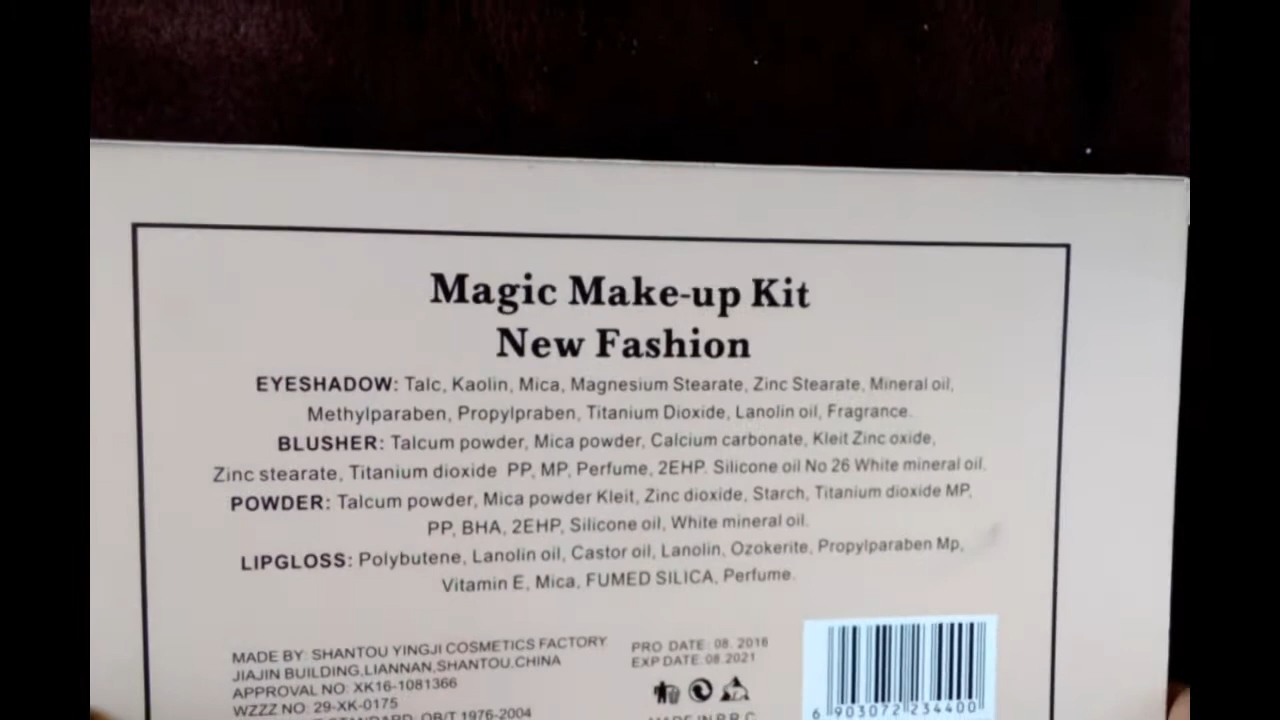 Magic Make-up Kit
New Fashion
EYESHADOW: Talc, Kaolin, Mica, Magnesium Stearate, Zinc Stearate, Mineral oil,
Methylparaben, Propylpraben, Titanium Dioxide, Lanolin oil, Fragrance.
BLUSHER: Talcum powder, Mica powder, Calcium carbonate, Kleit Zinc oxide,
Zinc stearate, Titanium dioxide PP, MP, Perfume, 2EHP. Silicone oil No 26 White mineral oil.
POWDER: Talcum powder, Mica powder Kleit, Zinc dioxide, Starch, Titanium dioxide MP,
PP, BHA, 2EHP, Silicone oil, White mineral oil.
LIPGLOSS: Polybutene, Lanolin oil, Castor oil, Lanolin, Ozokerite, Propylparaben Mp,
Vitamin E, Mica, FUMED SILICA, Perfume.
MADE BY: SHANTOU YINGJI COSMETICS FACTORY
JIAJIN BUILDING,LIANNAN,SHANTOU.CHINA
APPROVAL NO: XK16-1081366
WZZZ NO: 29-XK-0175
STANDARD: QB/T 1976-2004
PRO DATE: 08. 2016
EXP DATE: 08.2021
MADE IN P.R.C
6 903072 234400